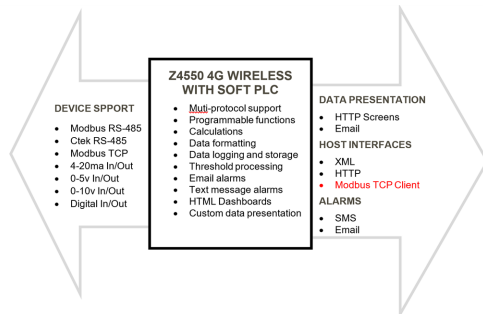 DEVICE SPPORT
• Modbus RS-485
• Ctek RS-485
• Modbus TCP
• 4-20ma In/Out
• 0-5v In/Out
• 0-10v In/Out
• Digital In/Out
Z4550 4G WIRELESS
WITH SOFT PLC
• Muti-protocol support
• Programmable functions
• Calculations
• Data formatting
• Data logging and storage
• Threshold processing
• Email alarms
• Text message alarms
• HTML Dashboards
• Custom data presentation
DATA PRESENTATION
• HTTP Screens
• Email
HOST INTERFACES
• XML
• HTTP
• Modbus TCP Client
ALARMS
• SMS
• Email